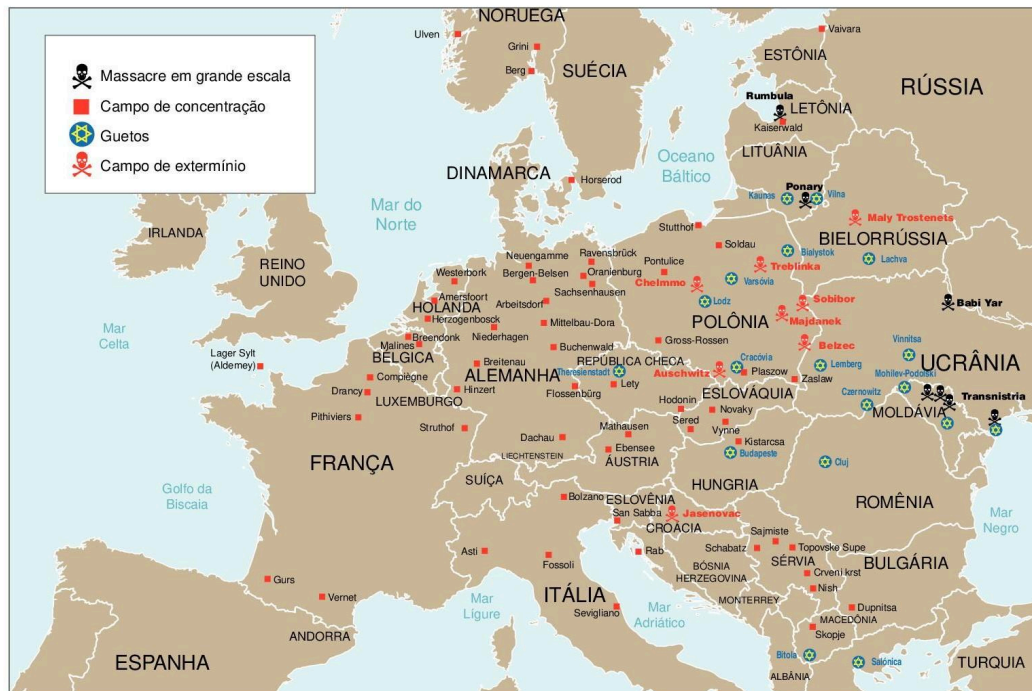 Massacre em grande escala
Campo de concentração
Guetos
Campo de extermínio
NORUEGA
Ulven
Grini
Berg
SUÉCIA
Vaivara
ESTÔNIA
RÚSSIA
Rumbula
LETÔNIA
Kaiserwald
LITUÂNIA
Oceano
Báltico
DINAMARCA
Horserod
Kaunas
Ponary
Vilna
Mar do
Norte
Maly Trostenets
BIELORRÚSSIA
Lachva
IRLANDA
REINO
UNIDO
Stutthof
Soldau
Bialystok
Treblinka
Neuengamme
Ravensbrück
Pontulice
Westerbork
Bergen-Belsen
Oranienburg
Chelmmo
Varsóvia
Sachsenhausen
Amersfoort
Arbeitsdorf
Lodz
Sobibor
Babi Yar
HOLANDA
Herzogenbosck
Mittelbau-Dora
POLÔNIA
Majdanek
Mar
Celta
Niederhagen
Breendonk
Malines
BÉLGICA
Buchenwald
Gross-Rossen
Belzec
Vinnitsa
Lager Sylt
(Alderney)
Breitenau
REPÚBLICA CHECA
Cracóvia
Lemberg
UCRÂNIA
Theresienstadt
ALEMANHA
Auschwitz
Plaszow
Mohilev-Podolski
Compiègne
Hinzert
Flossenbürg
Lety
Zaslaw
Drancy
LUXEMBURGO
ESLOVÁQUIA
Czernowitz
Transnistria
Hodonin
Novaky
MOLDÁVIA
Pithiviers
Struthof
Mathausen
Sered
Vynne
Dachau
Kistarcsa
Ebensee
Budapeste
LIECHTENSTEIN
ÁUSTRIA
FRANÇA
Cluj
SUÍÇA
HUNGRIA
Golfo da
Biscaia
Bolzano
ESLOVÊNIA
San Sabba
Jasenovac
CROÁCIA
ROMÊNIA
Mar
Negro
Asti
Fossoli
Rab
Schabatz
Sajmiste
Topovske Supe
SÉRVIA
BÓSNIA
HERZEGOVINA
BULGÁRIA
Crveni krst
Gurs
Vernet
Mar
Lígure
ITÁLIA
Sevigliano
Mar
Adriático
MONTERREY
Nish
Dupnitsa
MACEDÔNIA
Skopje
ANDORRA
ESPANHA
Bitola
Salónica
ALBÂNIA
TURQUIA